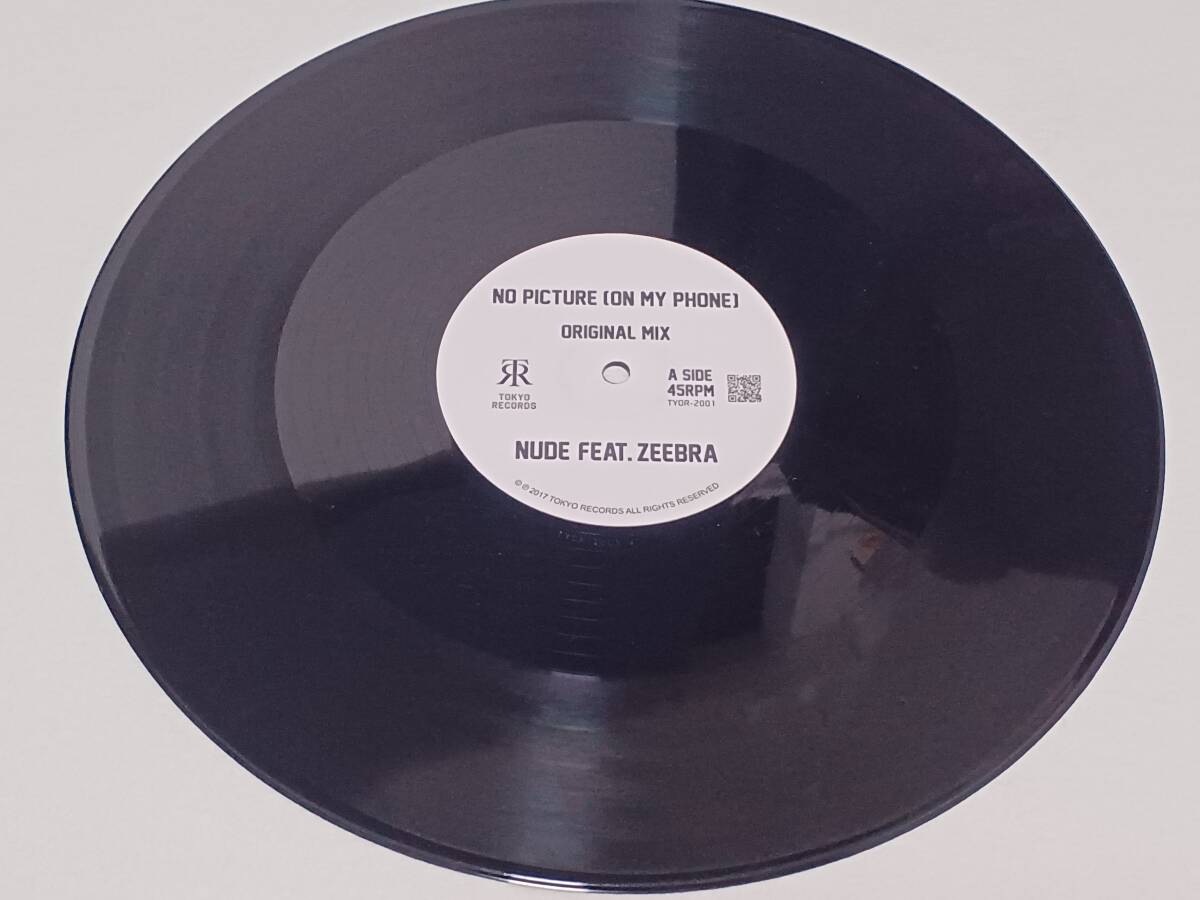 NO PICTURE (ON MY PHONE)
ORIGINAL MIX
TOKYO
RECORDS
A SIDE
45RPM
TYOR-2001
NUDE FEAT. ZEEBRA
© ℗ 2017 TOKYO RECORDS ALL RIGHTS RESERVED